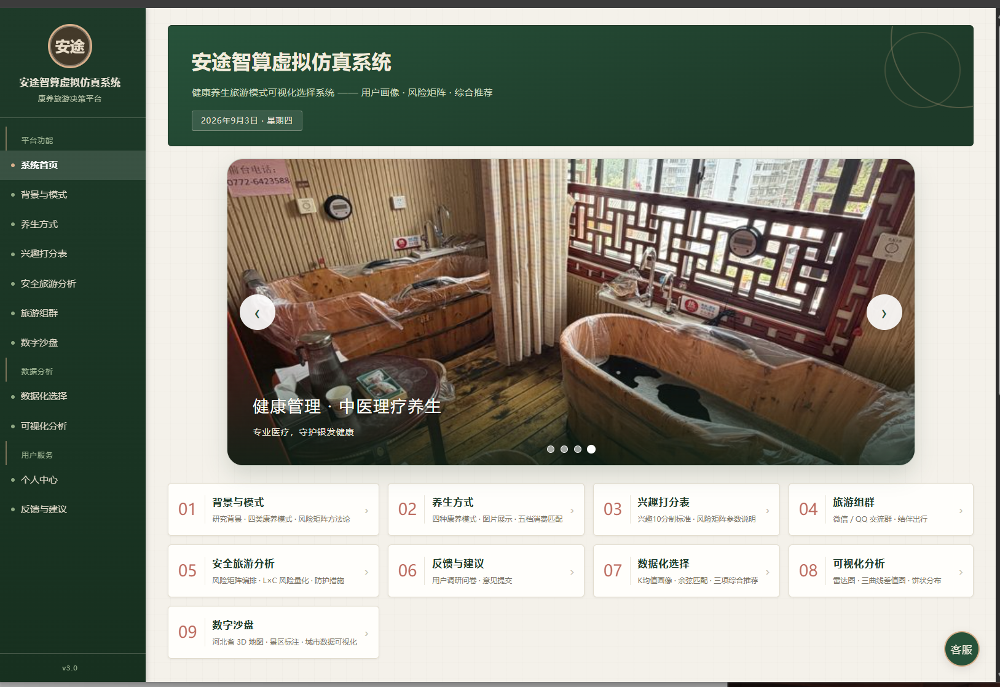 安途
安途智算虚拟仿真系统
康养旅游决策平台
平台功能
系统首页
背景与模式
养生方式
兴趣打分表
安全旅游分析
旅游组群
数字沙盘
数据分析
数据化选择
可视化分析
用户服务
个人中心
反馈与建议
v3.0
安途智算虚拟仿真系统
健康养生旅游模式可视化选择系统 —— 用户画像 · 风险矩阵 · 综合推荐
2026年9月3日 · 星期四
前台电话：
0772-6423588
热
热
健康管理 · 中医理疗养生
专业医疗，守护银发健康
01
背景与模式
研究背景 · 四类康养模式 · 风险矩阵方法论
02
养生方式
四种康养模式 · 图片展示 · 五档消费匹配
03
兴趣打分表
兴趣10分制标准 · 风险矩阵参数说明
04
旅游组群
微信 / QQ 交流群 · 结伴出行
05
安全旅游分析
风险矩阵编排 · L×C 风险量化 · 防护措施
06
反馈与建议
用户调研问卷 · 意见提交
07
数据化选择
K均值画像 · 余弦匹配 · 三项综合推荐
08
可视化分析
雷达图 · 三曲线差值图 · 饼状分布
09
数字沙盘
河北省 3D 地图 · 景区标注 · 城市数据可视化
客服